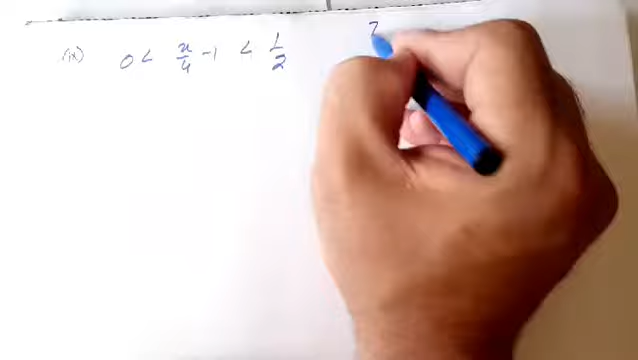 (ix) 0 < x/4 - 1 < 1/2